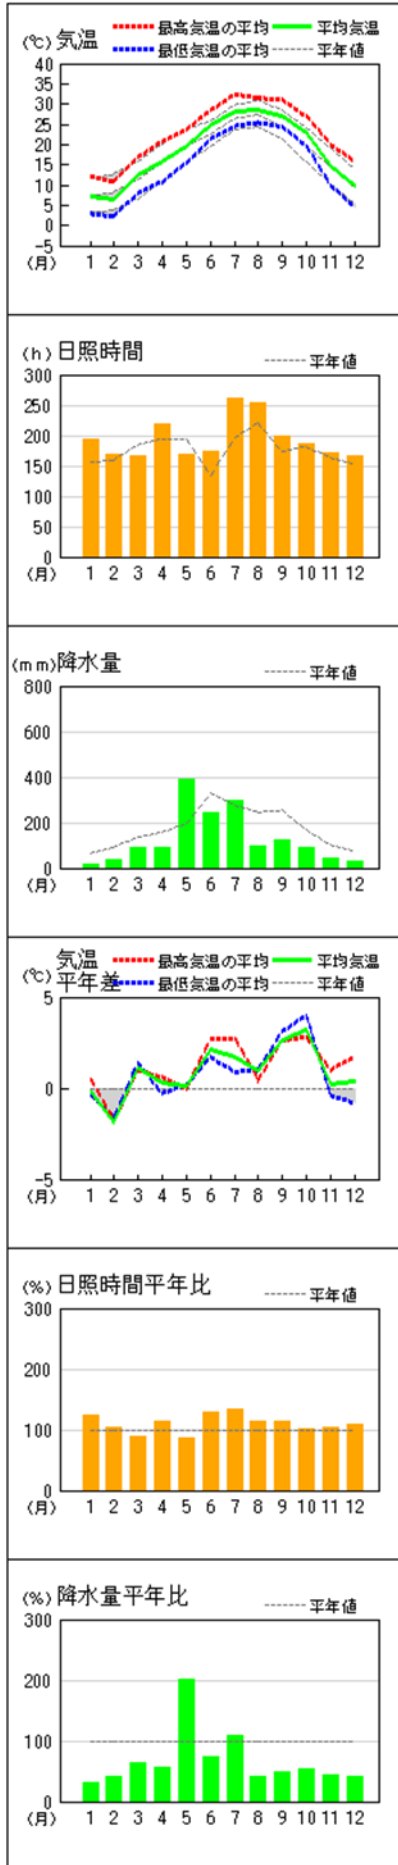 (℃) 気温 最高気温の平均 平均気温
最低気温の平均 平年値
40
35
30
25
20
15
10
5
0
-5
1 2 3 4 5 6 7 8 9 10 11 12
(月)
(h) 日照時間 平年値
300
250
200
150
100
50
0
1 2 3 4 5 6 7 8 9 10 11 12
(月)
(mm) 降水量 平年値
800
600
400
200
0
1 2 3 4 5 6 7 8 9 10 11 12
(月)
気温 最高気温の平均 平均気温
(℃) 平年差 最低気温の平均 平年値
5
0
-5
1 2 3 4 5 6 7 8 9 10 11 12
(月)
(%) 日照時間平年比 平年値
300
200
100
0
1 2 3 4 5 6 7 8 9 10 11 12
(月)
(%) 降水量平年比 平年値
300
200
100
0
1 2 3 4 5 6 7 8 9 10 11 12
(月)